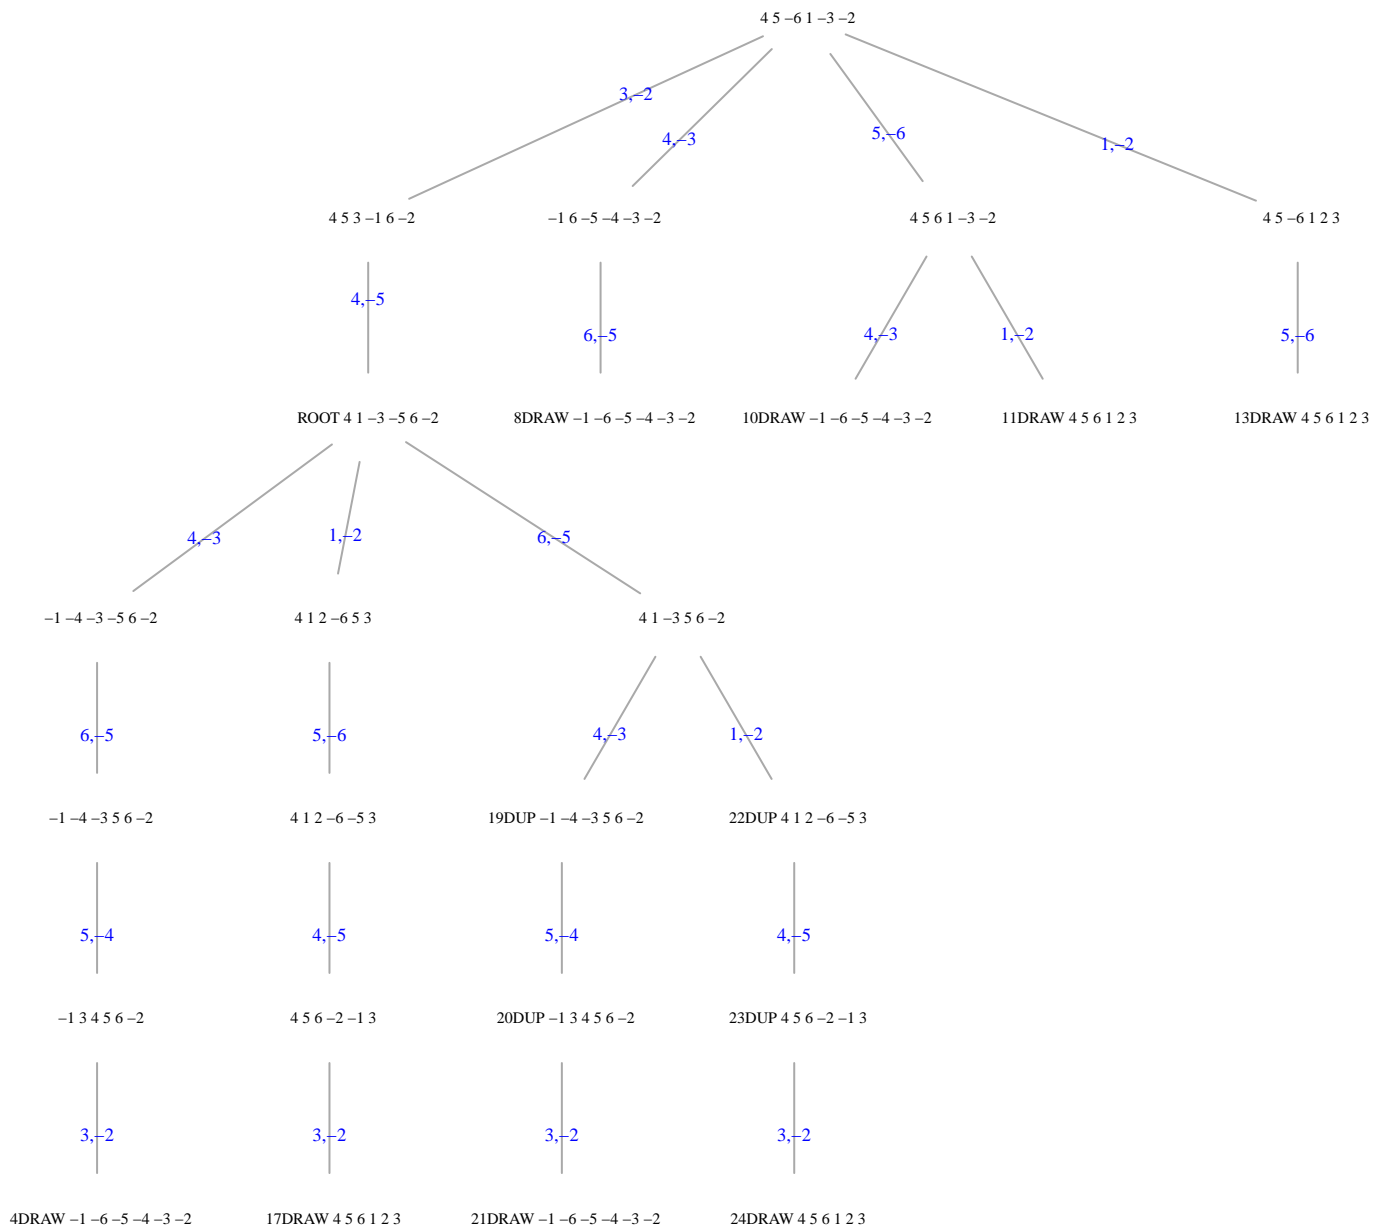 4 5 –6 1 –3 –2
3,–2
4,–3
5,–6
1,–2
4 5 3 –1 6 –2
–1 6 –5 –4 –3 –2
4 5 6 1 –3 –2
4 5 –6 1 2 3
4,–5
6,–5
4,–3
1,–2
5,–6
ROOT 4 1 –3 –5 6 –2
8DRAW –1 –6 –5 –4 –3 –2
10DRAW –1 –6 –5 –4 –3 –2
11DRAW 4 5 6 1 2 3
13DRAW 4 5 6 1 2 3
4,–3
1,–2
6,–5
–1 –4 –3 –5 6 –2
4 1 2 –6 5 3
4 1 –3 5 6 –2
6,–5
5,–6
4,–3
1,–2
–1 –4 –3 5 6 –2
4 1 2 –6 –5 3
19DUP –1 –4 –3 5 6 –2
22DUP 4 1 2 –6 –5 3
5,–4
4,–5
5,–4
4,–5
–1 3 4 5 6 –2
4 5 6 –2 –1 3
20DUP –1 3 4 5 6 –2
23DUP 4 5 6 –2 –1 3
3,–2
3,–2
3,–2
3,–2
4DRAW –1 –6 –5 –4 –3 –2
17DRAW 4 5 6 1 2 3
21DRAW –1 –6 –5 –4 –3 –2
24DRAW 4 5 6 1 2 3